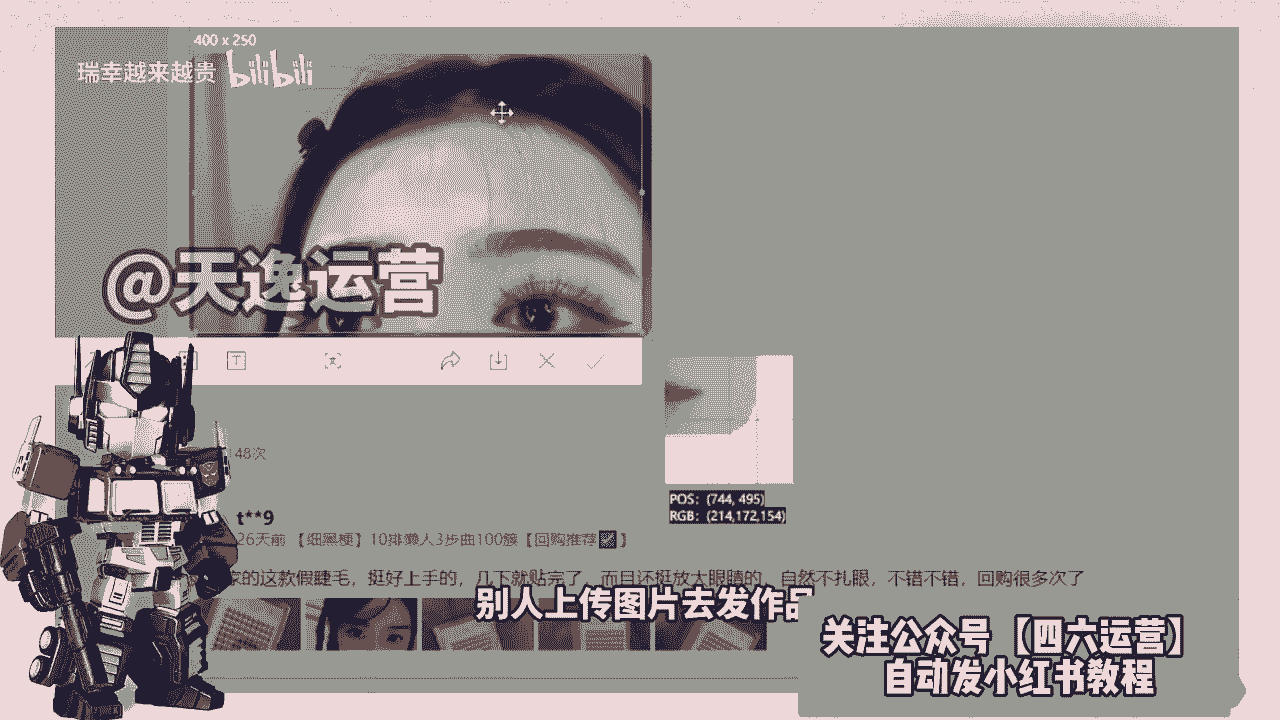 400 x 250
瑞幸越来越贵 bilibili
@天逸运营
POS: (744, 495)
RGB: (214,172,154)
148次
t**9
26天前 【细黑梗】10排懒人3步曲100簇【回购推荐】
家的这款假睫毛，挺好上手的，几下就贴完了，而且还挺放大眼睛的，自然不扎眼，不错不错，回购很多次了
别人上传图片去发作品
关注公众号【四六运营】
自动发小红书教程